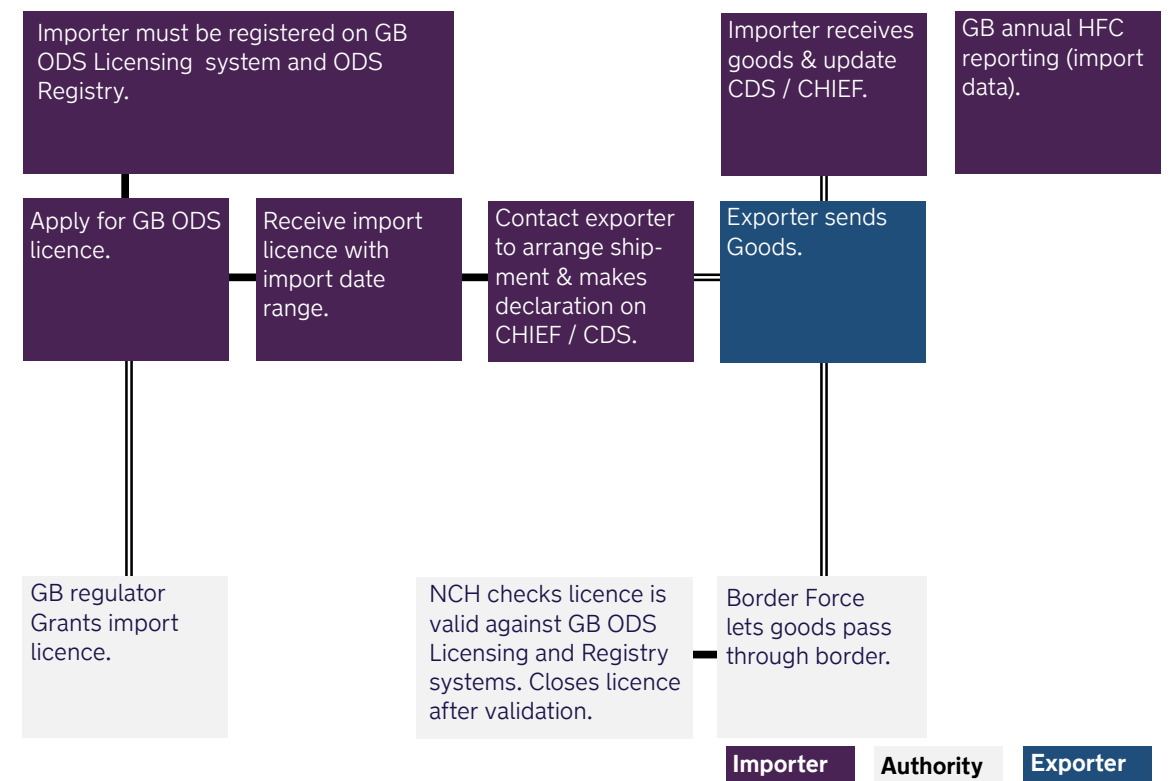 Importer must be registered on GB
ODS Licensing  system and ODS
Registry.
Importer receives
goods & update
CDS / CHIEF.
GB annual HFC
reporting (import
data).
Apply for GB ODS
licence.
Receive import
licence with
import date
range.
Contact exporter
to arrange ship-
ment & makes
declaration on
CHIEF / CDS.
Exporter sends
Goods.
GB regulator
Grants import
licence.
NCH checks licence is
valid against GB ODS
Licensing and Registry
systems. Closes licence
after validation.
Border Force
lets goods pass
through border.
Importer
Authority
Exporter